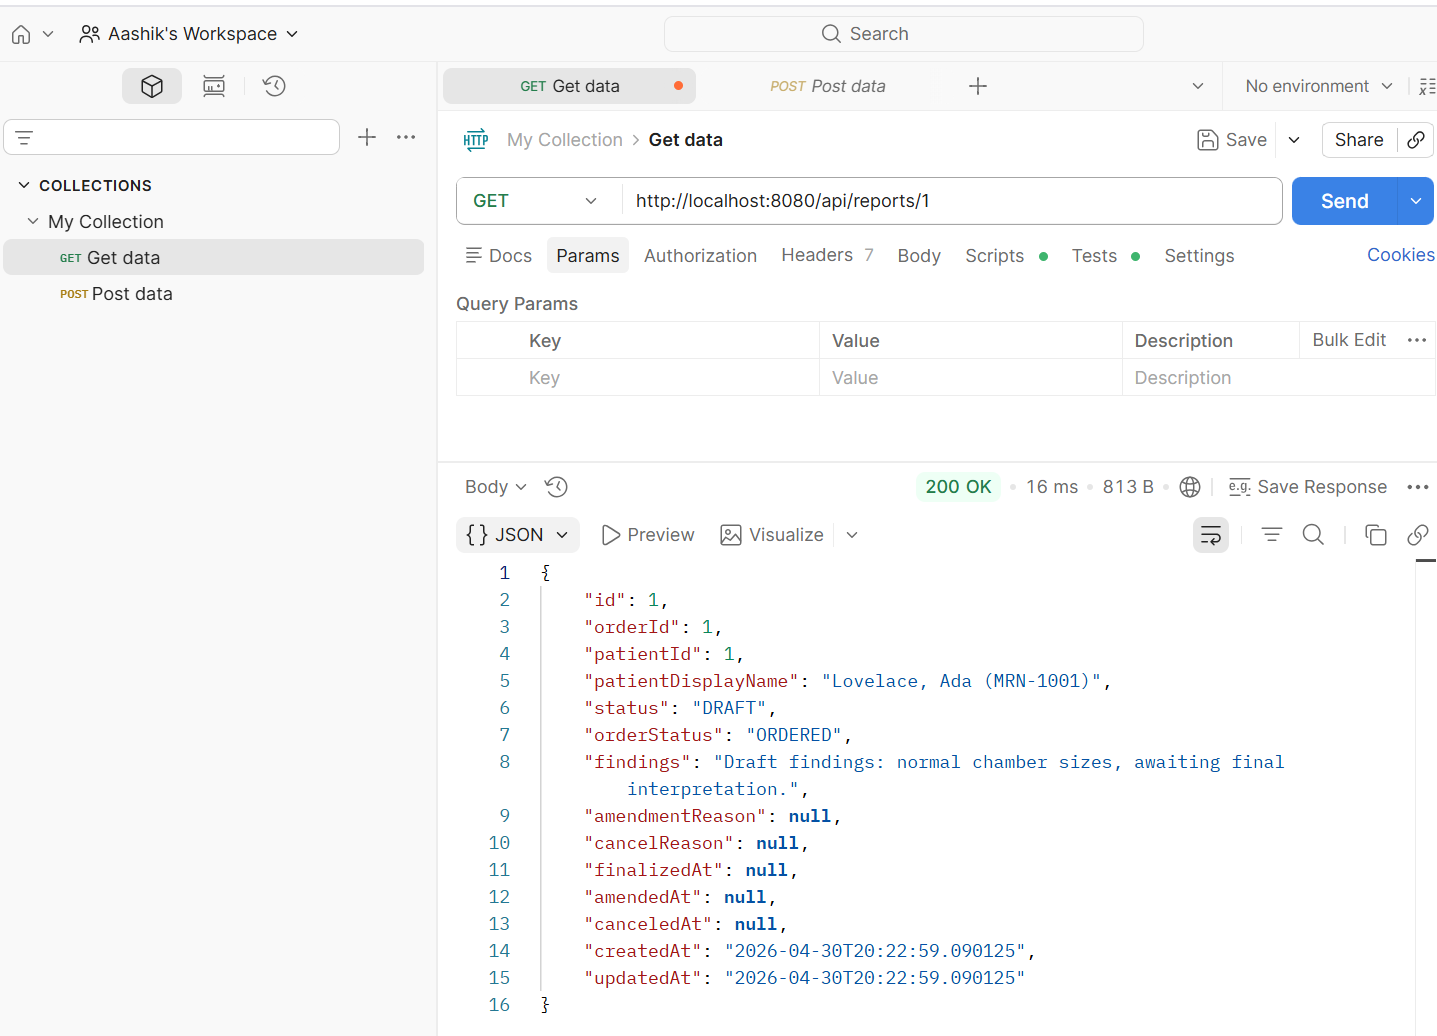 Aashik's Workspace
Search
GET Get data
POST Post data
No environment
COLLECTIONS
My Collection
GET Get data
POST Post data
HTTP My Collection > Get data
Save
Share
GET
http://localhost:8080/api/reports/1
Send
Docs
Params
Authorization
Headers 7
Body
Scripts
Tests
Settings
Cookies
Query Params
Key Value Description Bulk Edit
Key Value Description
Body
200 OK • 16 ms • 813 B
e.g. Save Response
{} JSON
Preview
Visualize
1 {
2 "id": 1,
3 "orderId": 1,
4 "patientId": 1,
5 "patientDisplayName": "Lovelace, Ada (MRN-1001)",
6 "status": "DRAFT",
7 "orderStatus": "ORDERED",
8 "findings": "Draft findings: normal chamber sizes, awaiting final
interpretation.",
9 "amendmentReason": null,
10 "cancelReason": null,
11 "finalizedAt": null,
12 "amendedAt": null,
13 "canceledAt": null,
14 "createdAt": "2026-04-30T20:22:59.090125",
15 "updatedAt": "2026-04-30T20:22:59.090125"
16 }